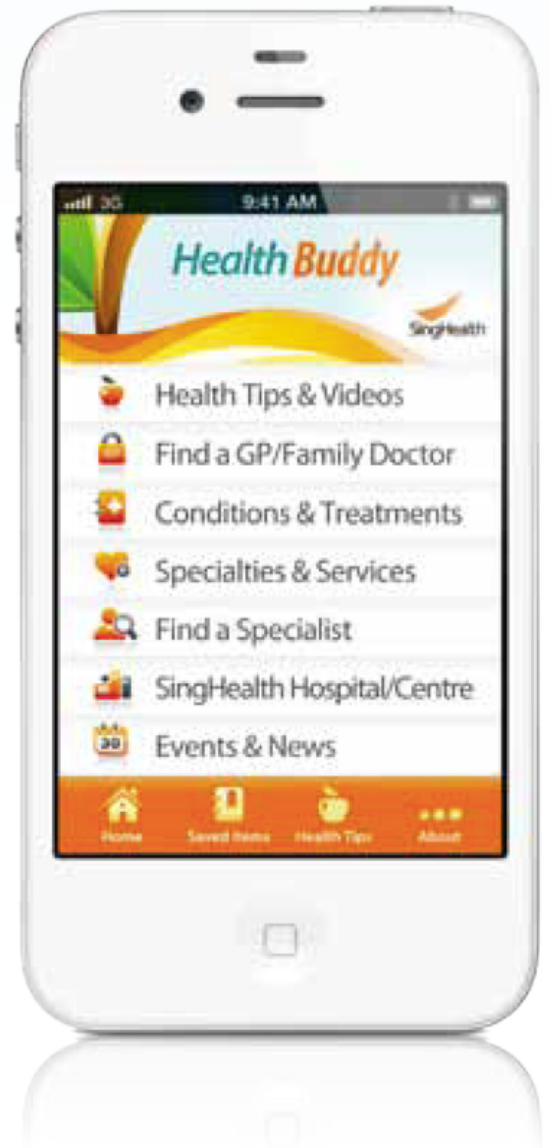 3G 9:41 AM
Health Buddy
SingHealth
Health Tips & Videos
Find a GP/Family Doctor
Conditions & Treatments
Specialties & Services
Find a Specialist
SingHealth Hospital/Centre
30 Events & News
Home Saved Items Health Tips About